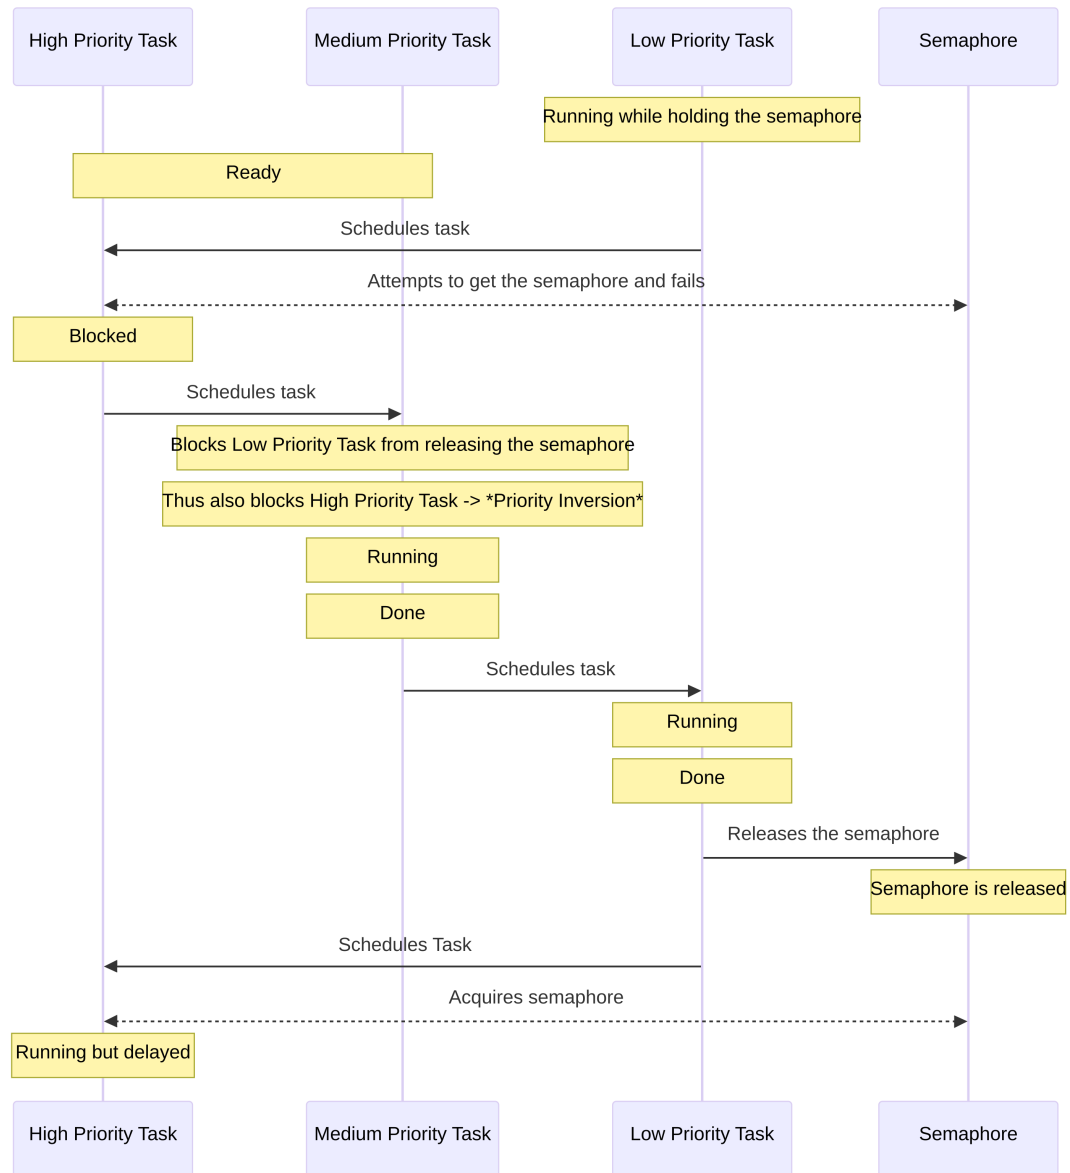 High Priority Task
Medium Priority Task
Low Priority Task
Semaphore
Running while holding the semaphore
Ready
Schedules task
Attempts to get the semaphore and fails
Blocked
Schedules task
Blocks Low Priority Task from releasing the semaphore
Thus also blocks High Priority Task -> *Priority Inversion*
Running
Done
Schedules task
Running
Done
Releases the semaphore
Semaphore is released
Schedules Task
Acquires semaphore
Running but delayed
High Priority Task
Medium Priority Task
Low Priority Task
Semaphore